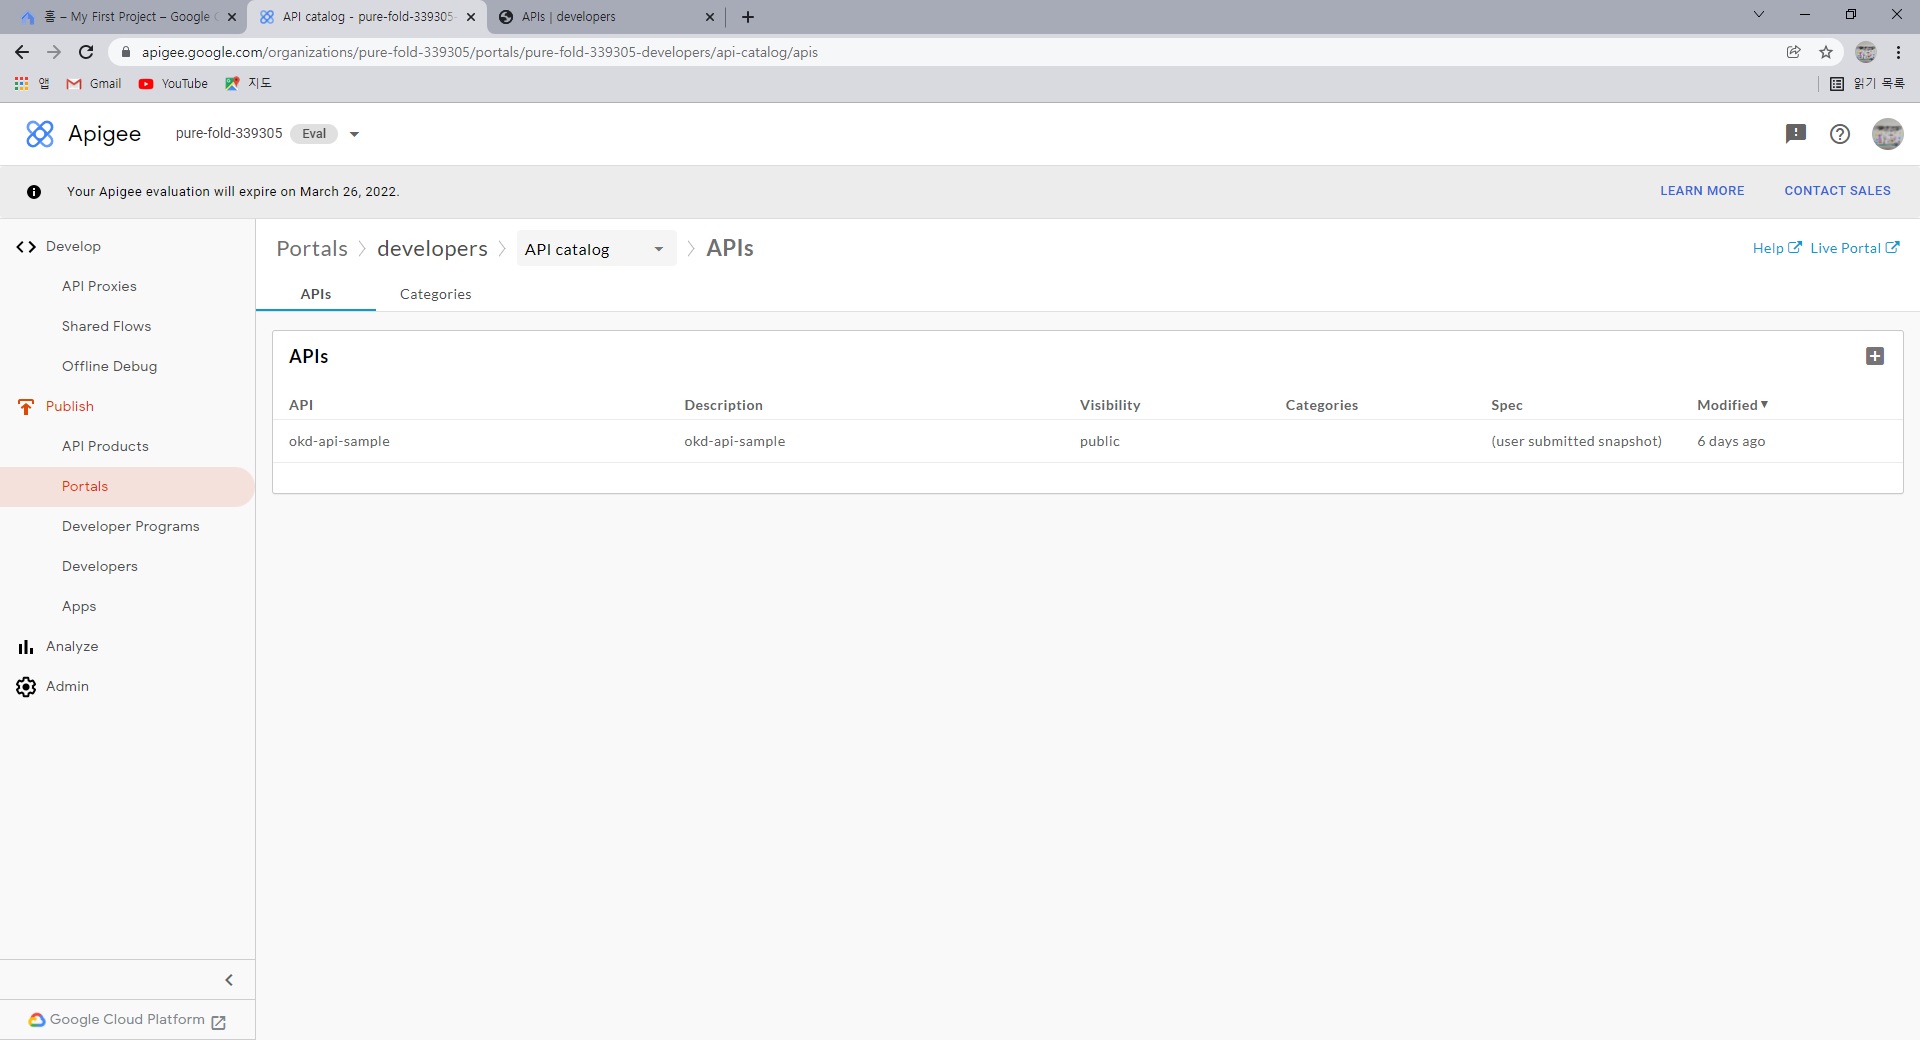 홈 – My First Project – Google C
API catalog - pure-fold-339305-
APIs | developers
apigee.google.com/organizations/pure-fold-339305/portals/pure-fold-339305-developers/api-catalog/apis
앱
Gmail
YouTube
지도
읽기 목록
Apigee
pure-fold-339305
Eval
Your Apigee evaluation will expire on March 26, 2022.
LEARN MORE
CONTACT SALES
Develop
API Proxies
Shared Flows
Offline Debug
Publish
API Products
Portals
Developer Programs
Developers
Apps
Analyze
Admin
Google Cloud Platform
Portals > developers > API catalog > APIs
Help
Live Portal
APIs
Categories
APIs
API Description Visibility Categories Spec Modified▼
okd-api-sample okd-api-sample public (user submitted snapshot) 6 days ago